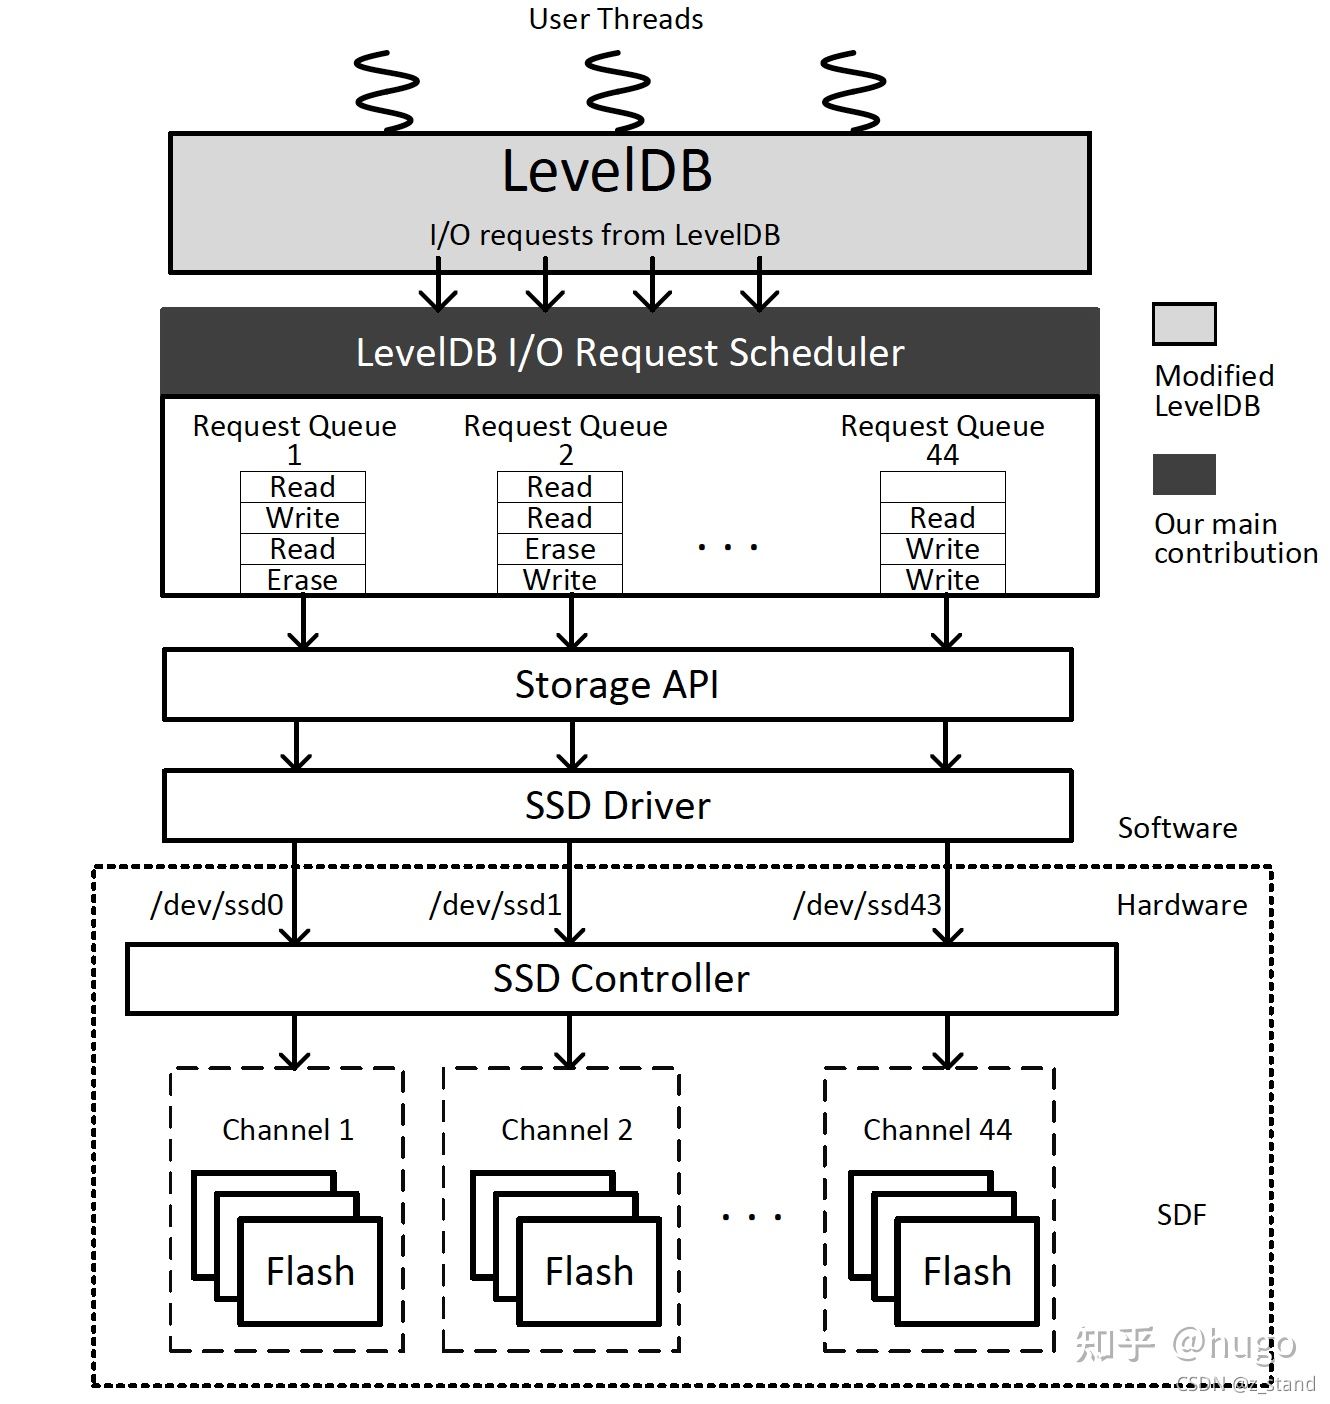 User Threads
LevelDB
I/O requests from LevelDB
LevelDB I/O Request Scheduler
Modified
LevelDB
Request Queue
1
Read
Write
Read
Erase
Request Queue
2
Read
Read
Erase
Write
. . .
Request Queue
44
Read
Write
Write
Our main
contribution
Storage API
SSD Driver
Software
Hardware
/dev/ssd0
/dev/ssd1
/dev/ssd43
SSD Controller
Channel 1
Flash
Channel 2
Flash
. . .
Channel 44
Flash
SDF
知乎 @hugo
CSDN @z_stand